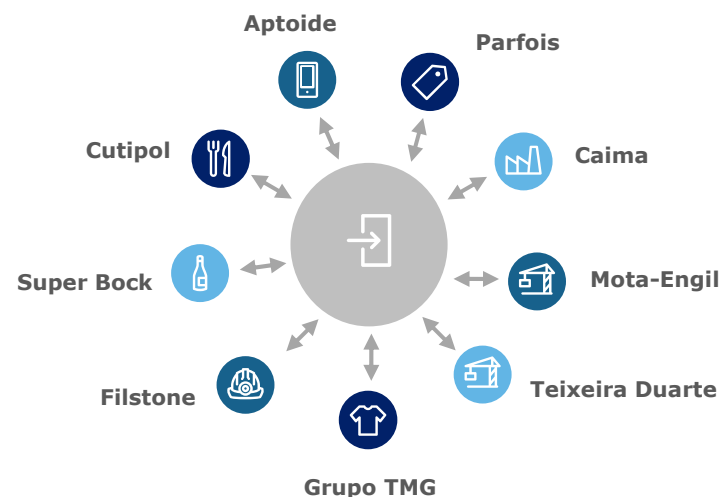 Aptoide
Parfois
Cutipol
Caima
Super Bock
Mota-Engil
Filstone
Teixeira Duarte
Grupo TMG